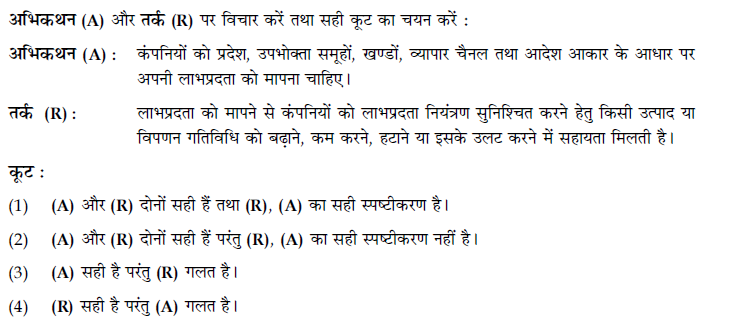 अभिकथन (A) और तर्क (R) पर विचार करें तथा सही कूट का चयन करें :
अभिकथन (A) : कंपनियों को प्रदेश, उपभोक्ता समूहों, खण्डों, व्यापार चैनल तथा आदेश आकार के आधार पर
अपनी लाभप्रदता को मापना चाहिए।
तर्क (R) : लाभप्रदता को मापने से कंपनियों को लाभप्रदता नियंत्रण सुनिश्चित करने हेतु किसी उत्पाद या
विपणन गतिविधि को बढ़ाने, कम करने, हटाने या इसके उलट करने में सहायता मिलती है।
कूट :
(1) (A) और (R) दोनों सही हैं तथा (R), (A) का सही स्पष्टीकरण है।
(2) (A) और (R) दोनों सही हैं परंतु (R), (A) का सही स्पष्टीकरण नहीं है।
(3) (A) सही है परंतु (R) गलत है।
(4) (R) सही है परंतु (A) गलत है।